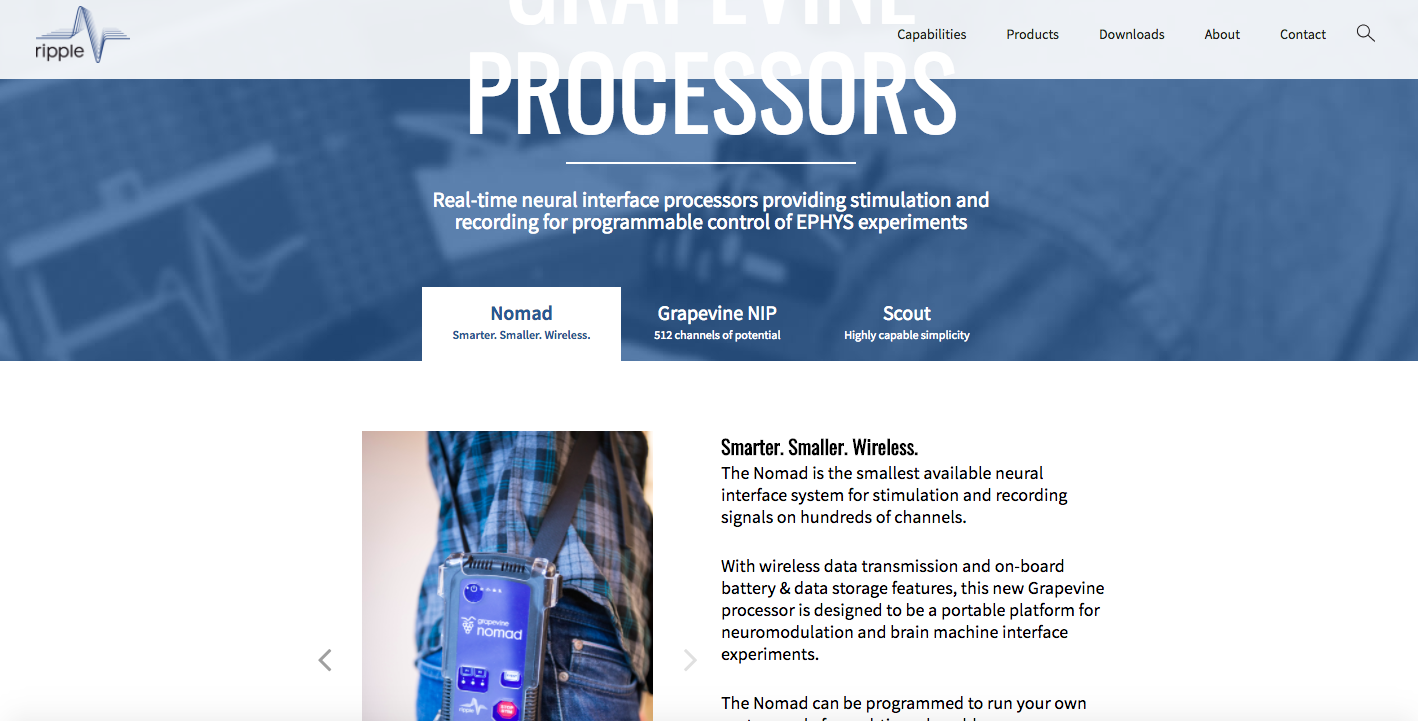 ripple
Capabilities
Products
Downloads
About
Contact
GRAPEVINE
PROCESSORS
Real-time neural interface processors providing stimulation and
recording for programmable control of EPHYS experiments
Nomad
Smarter. Smaller. Wireless.
Grapevine NIP
512 channels of potential
Scout
Highly capable simplicity
grapevine
nomad
ripple
STOP
Smarter. Smaller. Wireless.
The Nomad is the smallest available neural
interface system for stimulation and recording
signals on hundreds of channels.
With wireless data transmission and on-board
battery & data storage features, this new Grapevine
processor is designed to be a portable platform for
neuromodulation and brain machine interface
experiments.
The Nomad can be programmed to run your own